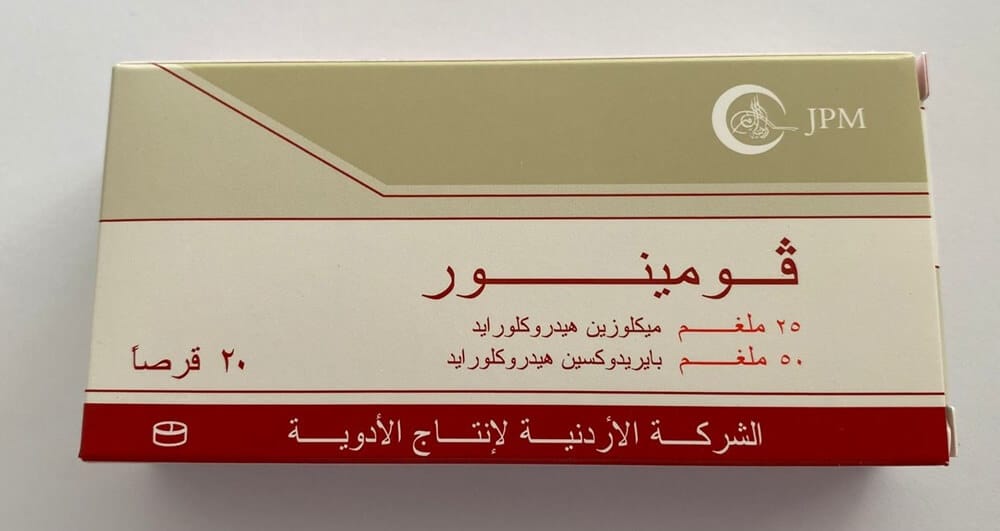 JPM
ڤومينور
٢٥ ملغم ميكلوزين هيدروكلورايد
٥٠ ملغم بايريدوكسين هيدروكلورايد
٢٠ قرصاً
الشركة الأردنية لإنتاج الأدوية